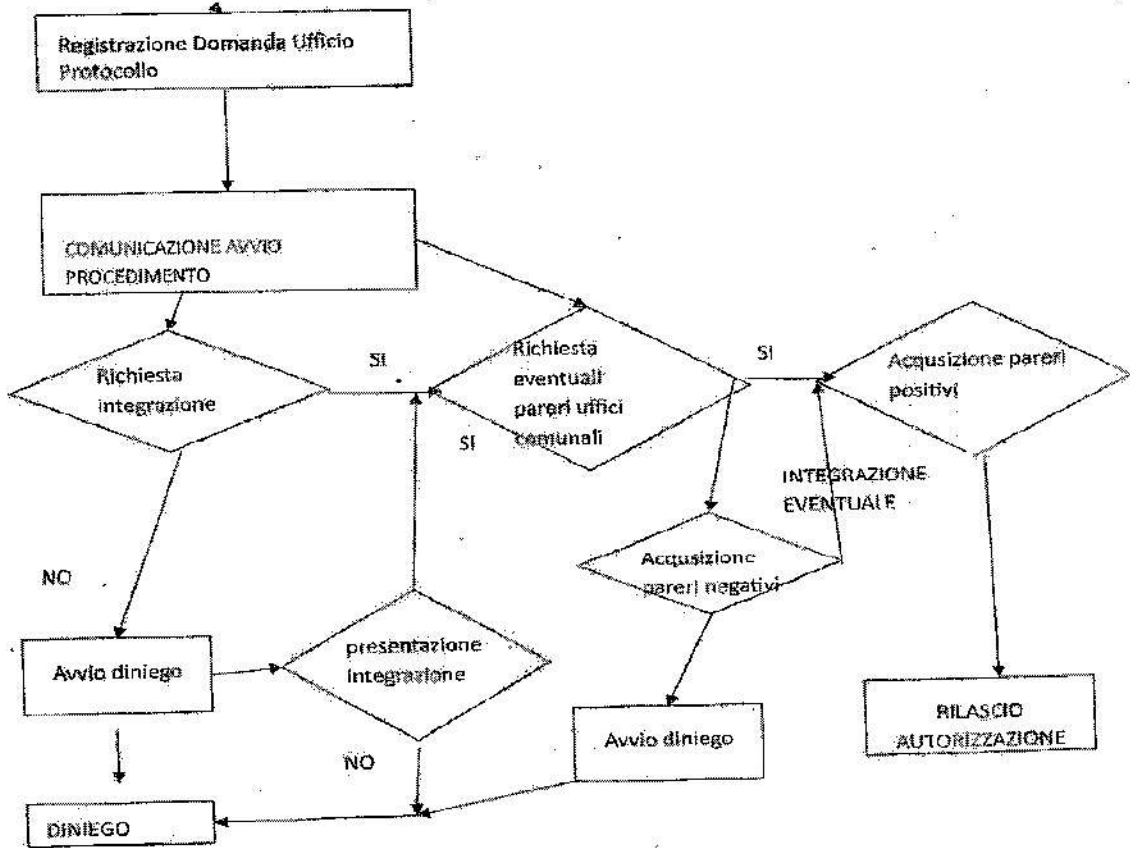 Registrazione Domanda Ufficio
Protocollo
COMUNICAZIONE AVVIO
PROCEDIMENTO
Richiesta
integrazione
SI
Richiesta
eventuali
pareri uffici
comunali
SI
SI
Acqusizione pareri
positivi
INTEGRAZIONE
EVENTUALE
Acqusizione
pareri negativi
NO
Avvio diniego
presentazione
integrazione
NO
Avvio diniego
RILASCIO
AUTORIZZAZIONE
DINIEGO